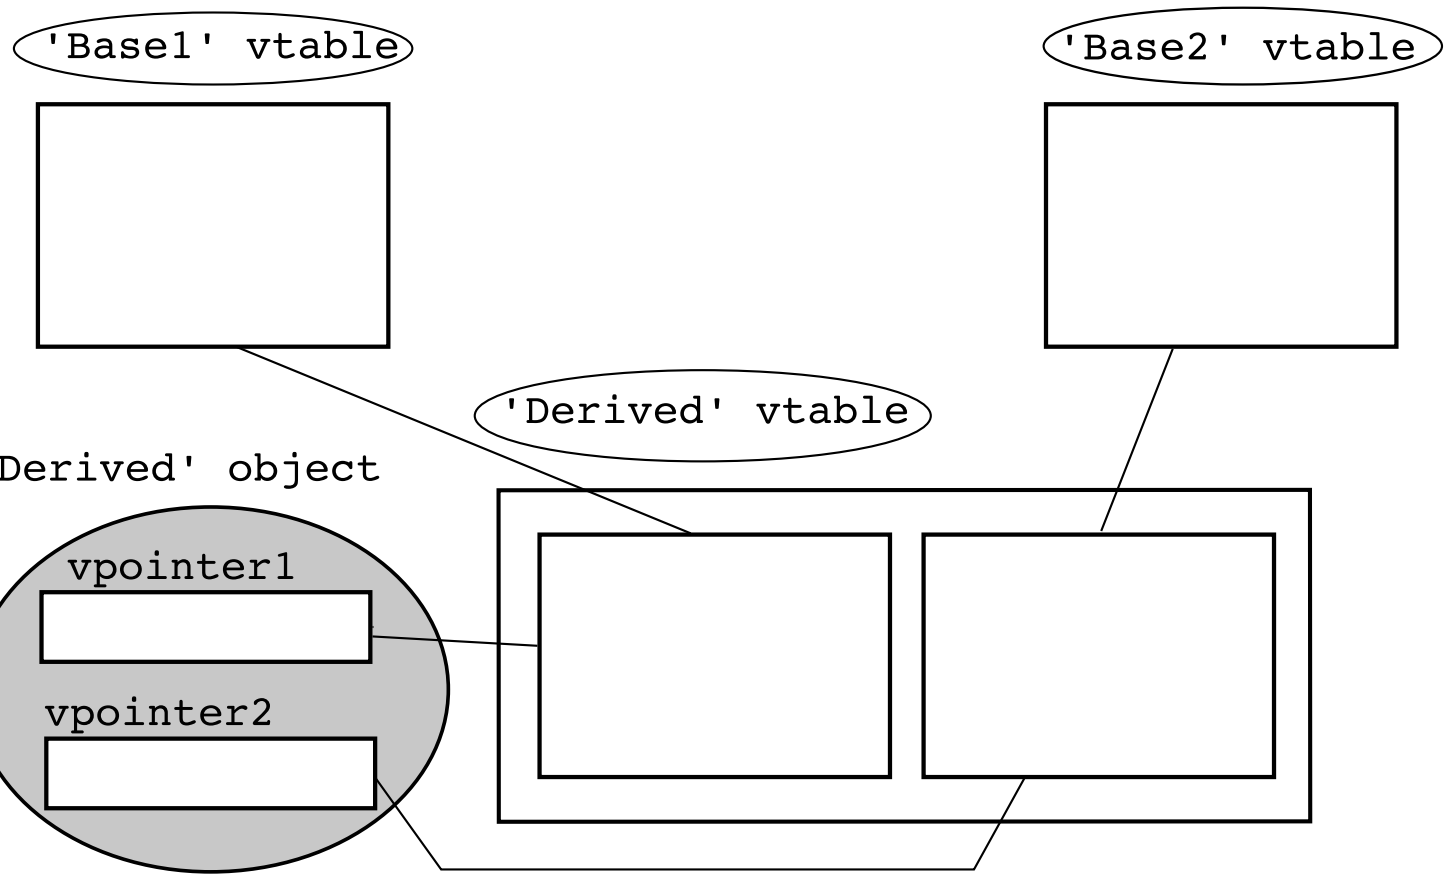 'Base1' vtable
'Base2' vtable
'Derived' vtable
Derived' object
vpointer1
vpointer2